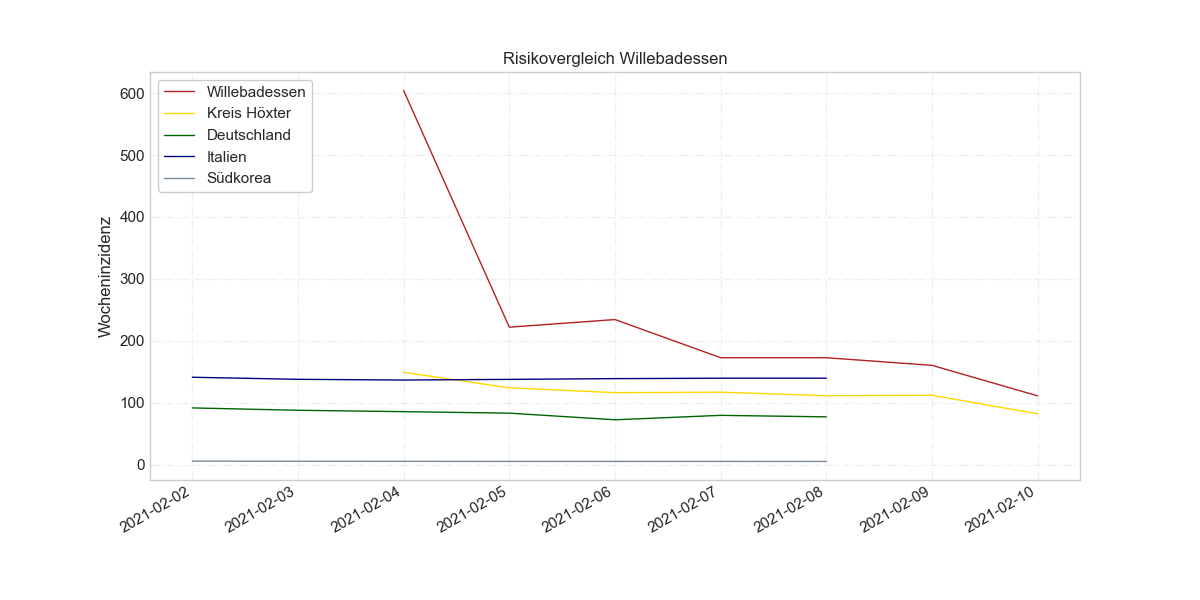 Risikovergleich Willebadessen
Wocheninzidenz
600
500
400
300
200
100
0
Willebadessen
Kreis Höxter
Deutschland
Italien
Südkorea
2021-02-02
2021-02-03
2021-02-04
2021-02-05
2021-02-06
2021-02-07
2021-02-08
2021-02-09
2021-02-10